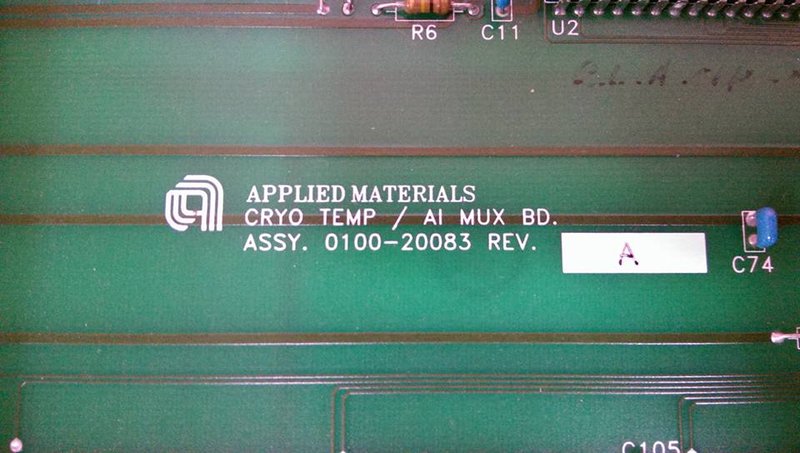 R6
C11
U2
APPLIED MATERIALS
CRYO TEMP / AI MUX BD.
ASSY. 0100-20083 REV. A
C74
C105